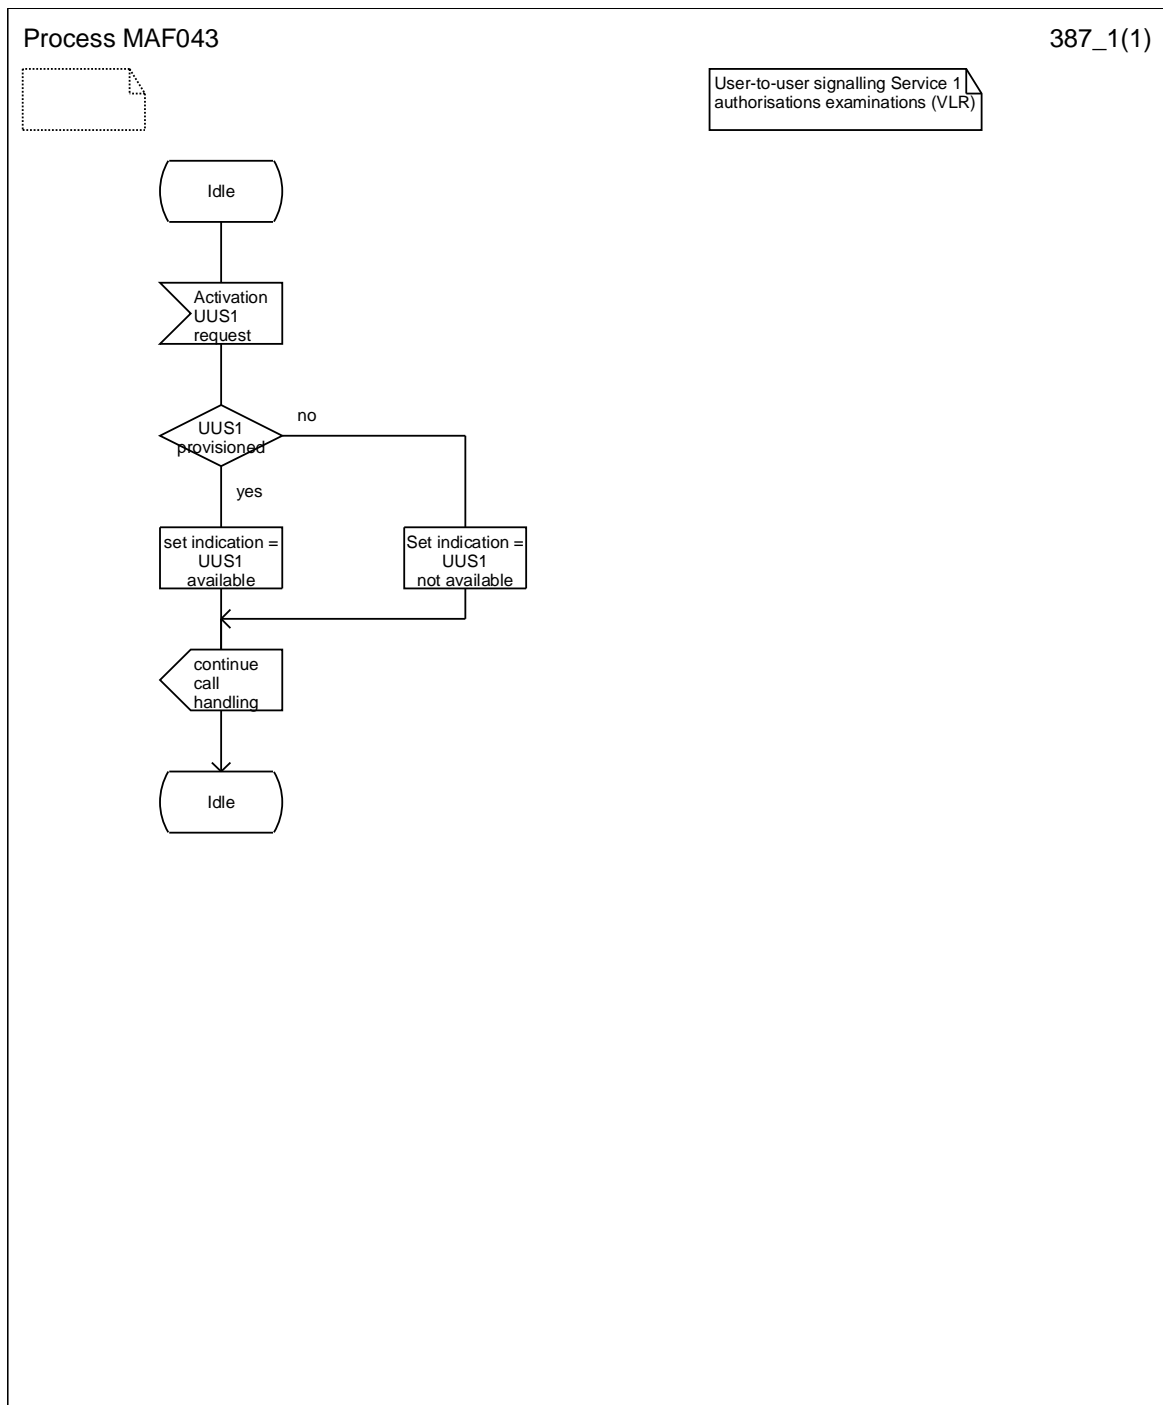 Process MAF043
387_1(1)
User-to-user signalling Service 1
authorisations examinations (VLR)
Idle
Activation
UUS1
request
UUS1
provisioned
no
yes
set indication =
UUS1
available
Set indication =
UUS1
not available
continue
call
handling
Idle